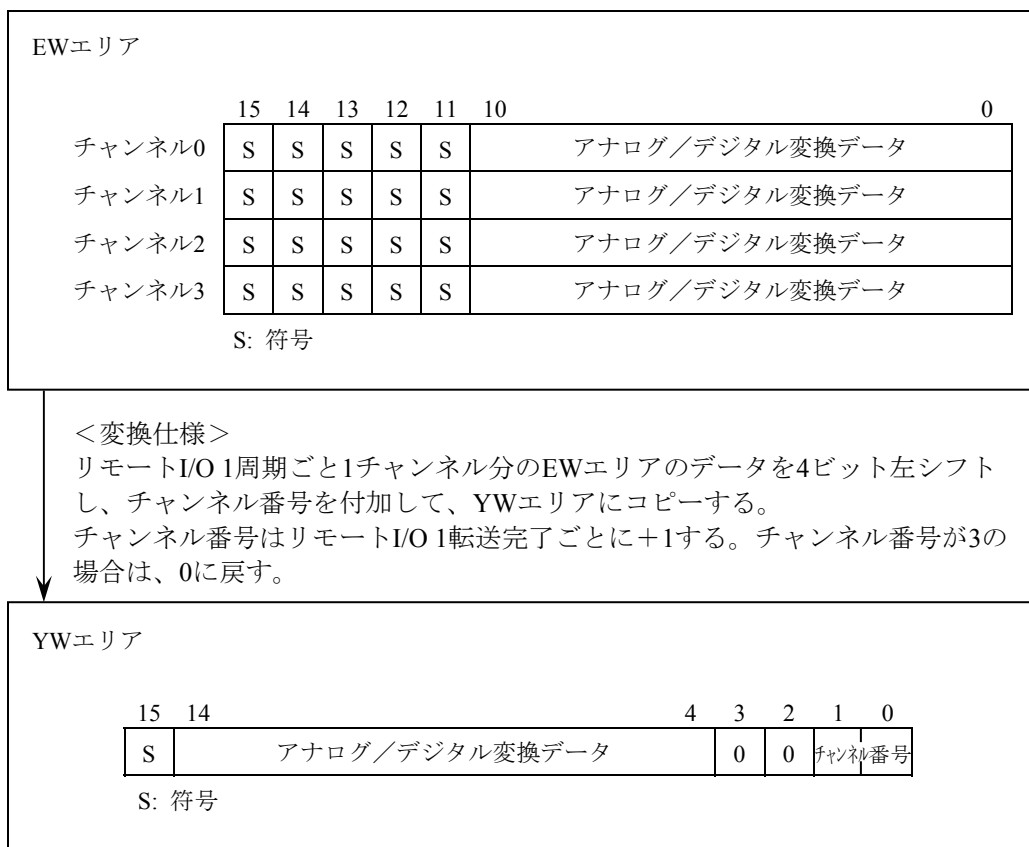 EWエリア
15 14 13 12 11 10 0
チャンネル0 S S S S S アナログ／デジタル変換データ
チャンネル1 S S S S S アナログ／デジタル変換データ
チャンネル2 S S S S S アナログ／デジタル変換データ
チャンネル3 S S S S S アナログ／デジタル変換データ
S: 符号
＜変換仕様＞
リモートI/O 1周期ごと1チャンネル分のEWエリアのデータを4ビット左シフト
し、チャンネル番号を付加して、YWエリアにコピーする。
チャンネル番号はリモートI/O 1転送完了ごとに＋1する。チャンネル番号が3の
場合は、0に戻す。
YWエリア
15 14 4 3 2 1 0
S アナログ／デジタル変換データ 0 0 チャンネル番号
S: 符号